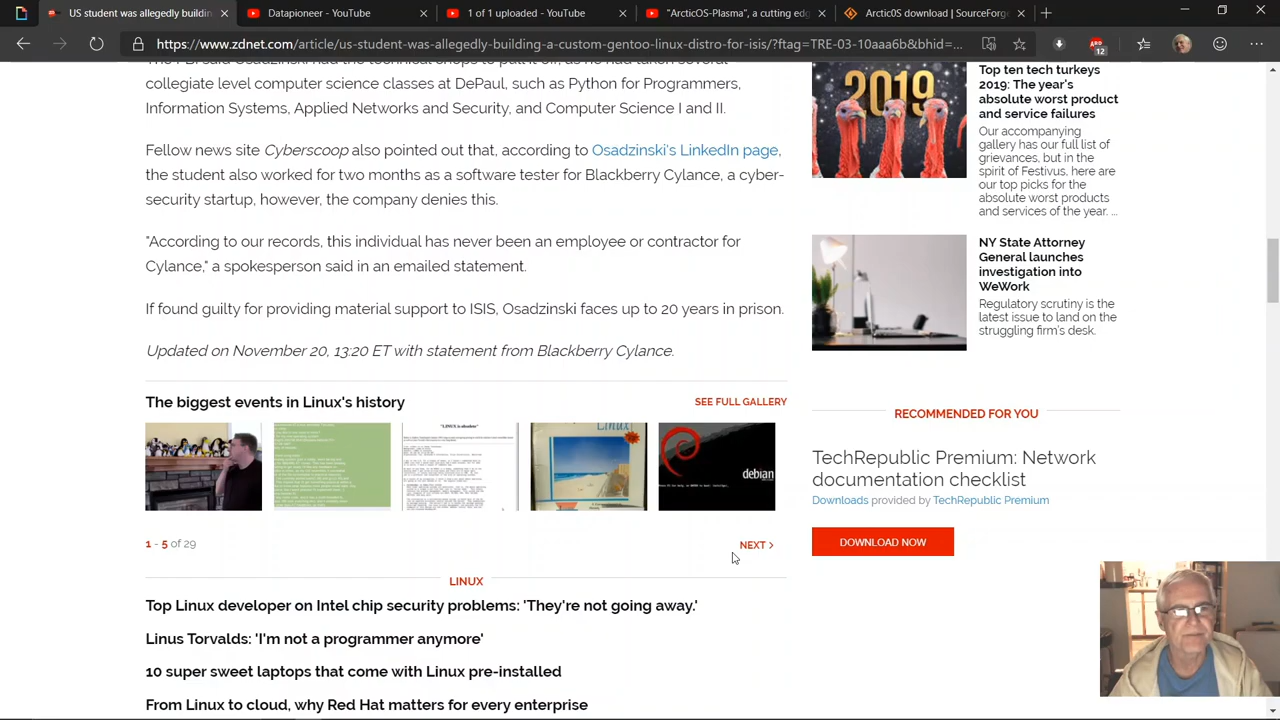 US student was allegedly buildin
Datapioneer - YouTube
1 of 1 uploaded - YouTube
"ArcticOS-Plasma", a cutting edg
ArcticOS download | SourceForge
https://www.zdnet.com/article/us-student-was-allegedly-building-a-custom-gentoo-linux-distro-for-isis/?ftag=TRE-03-10aaa6b&bhid=...
12
collegiate level computer science classes at DePaul, such as Python for Programmers,
Information Systems, Applied Networks and Security, and Computer Science I and II.
Fellow news site Cyberscoop also pointed out that, according to Osadzinski's LinkedIn page,
the student also worked for two months as a software tester for Blackberry Cylance, a cyber-
security startup, however, the company denies this.
"According to our records, this individual has never been an employee or contractor for
Cylance," a spokesperson said in an emailed statement.
If found guilty for providing material support to ISIS, Osadzinski faces up to 20 years in prison.
Updated on November 20, 13:20 ET with statement from Blackberry Cylance.
The biggest events in Linux's history
SEE FULL GALLERY
"LINUX is obsolete"
Linux
debian
1 - 5 of 29
NEXT >
LINUX
Top Linux developer on Intel chip security problems: 'They're not going away.'
Linus Torvalds: 'I'm not a programmer anymore'
10 super sweet laptops that come with Linux pre-installed
From Linux to cloud, why Red Hat matters for every enterprise
2019
Top ten tech turkeys
2019: The year's
absolute worst product
and service failures
Our accompanying
gallery has our full list of
grievances, but in the
spirit of Festivus, here are
our top picks for the
absolute worst products
and services of the year. ...
NY State Attorney
General launches
investigation into
WeWork
Regulatory scrutiny is the
latest issue to land on the
struggling firm's desk.
RECOMMENDED FOR YOU
TechRepublic Premium: Network
documentation checklist
Downloads provided by TechRepublic Premium
DOWNLOAD NOW